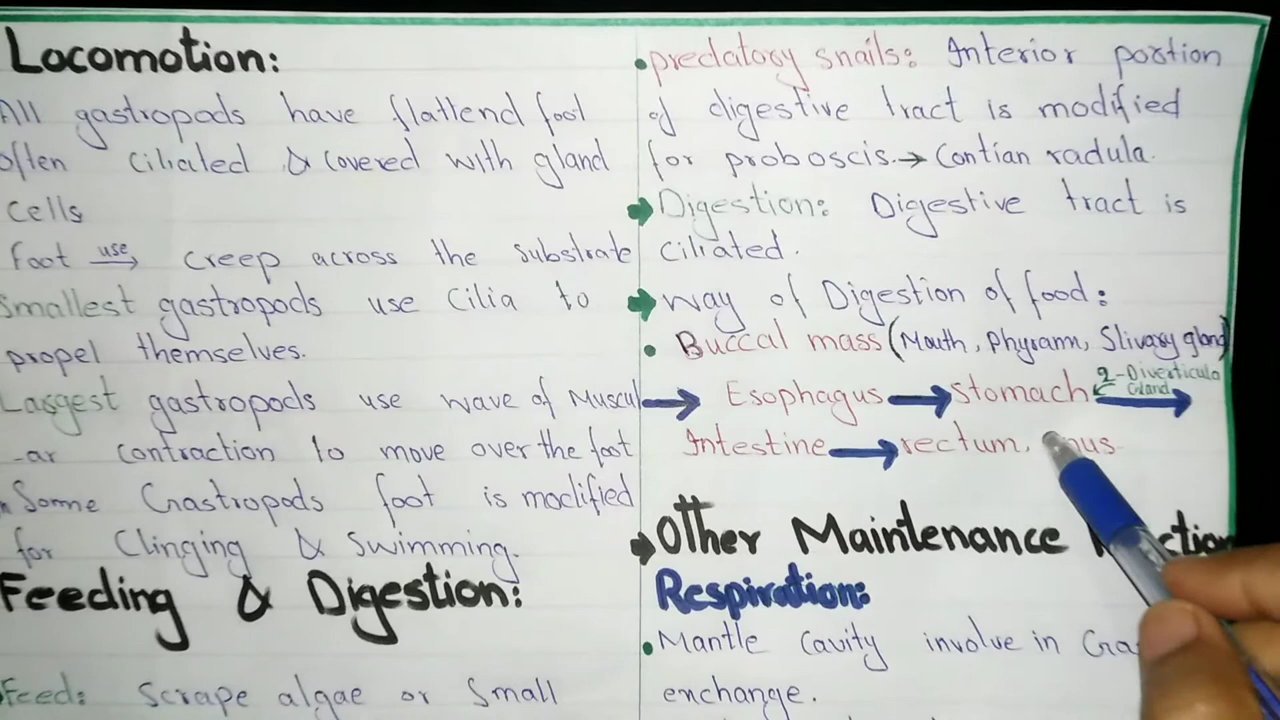 Locomotion:
All gastropods have flattend foot
often ciliated & covered with gland
cells
foot use creep across the substrate
Smallest gastropods use Cilia to
propel themselves.
Largest gastropods use wave of Muscul
-ar contraction to move over the foot
Some Gastropods foot is modified
for Clinging & Swimming.
Feeding & Digestion:
Feed: Scrape algae or Small
predatory snails: Interior portion
of digestive tract is modified
for proboscis. → Contian radula.
Digestion: Digestive tract is
ciliated.
way of Digestion of food:
Buccal mass (Mouth, Phyranx, Slivary gland)
→ Esophagus → stomach 2-Diverticula Gland →
Intestine → rectum,
Other Maintenance
Respiration:
Mantle Cavity involve in
exchange.